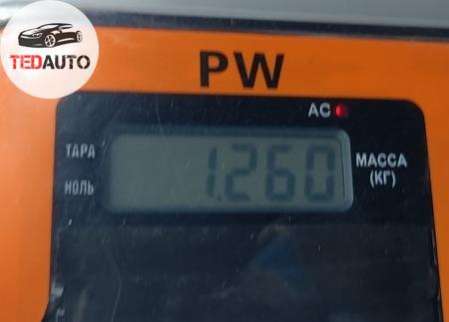 TEDAUTO
PW
AC
ТАРА
НОЛЬ
1.260
МАССА
(КГ)